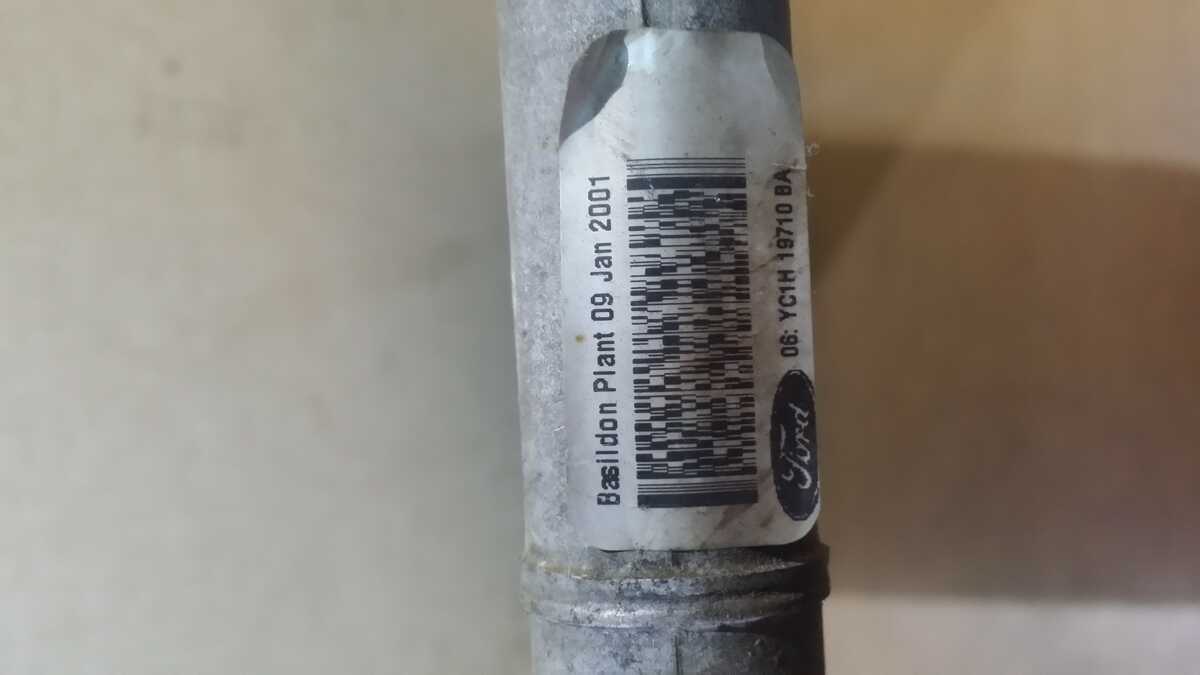 Basildon Plant 09 Jan 2001
06: YC1H 19710 BA
Ford